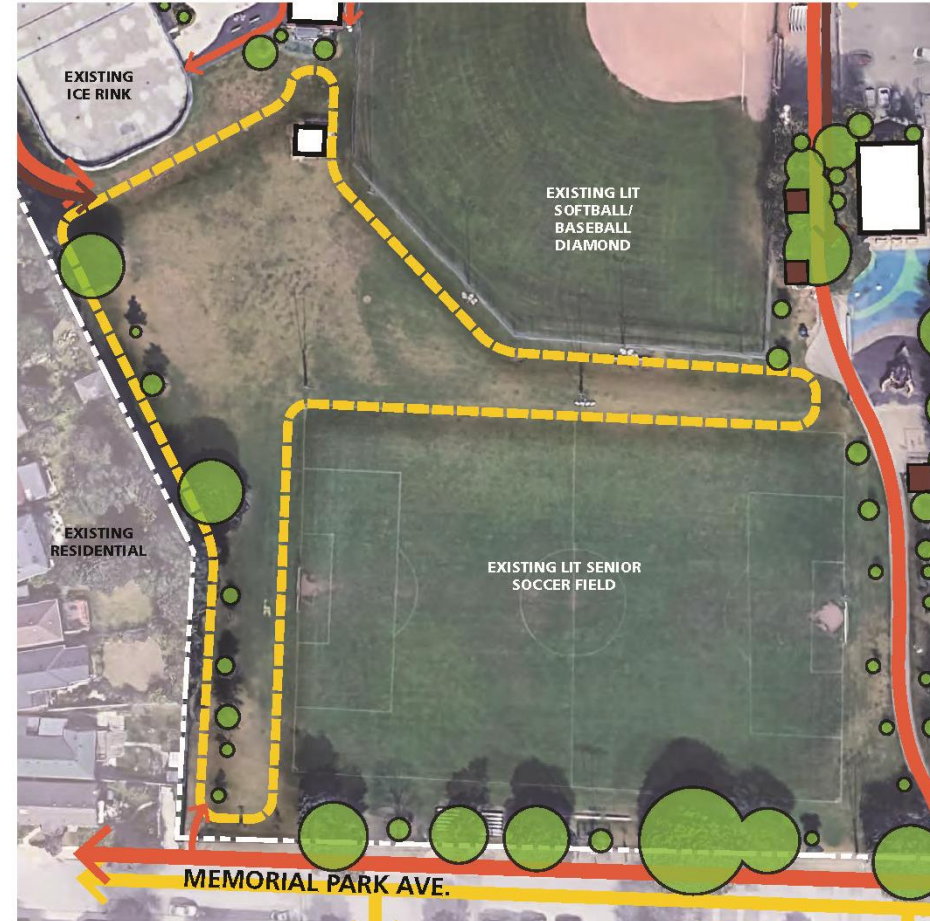 EXISTING
ICE RINK
EXISTING LIT
SOFTBALL/
BASEBALL
DIAMOND
EXISTING
RESIDENTIAL
EXISTING LIT SENIOR
SOCCER FIELD
MEMORIAL PARK AVE.